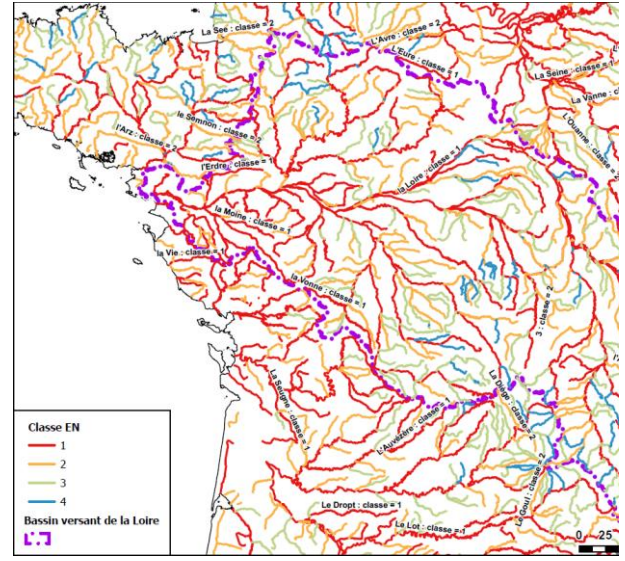 La See : classe = 2
L'Avre : classe = 2
L'Eure : classe = 1
La Seine : classe = 1
La Vanne : classe =
L'Ouanne : classe =
le Semnon : classe = 2
l'Arz : classe = 2
l'Erdre : classe = 1
la Loire : classe = 1
la Moine : classe = 1
la Vie : classe = 1
la Vonne : classe = 1
3 : classe = 2
La Diège : classe = 2
La Seugne : classe = 1
L'Auvezère : classe = 1
Le Goul : classe = 2
Le Dropt : classe = 1
Le Lot : classe = 1
Classe EN
1
2
3
4
Bassin versant de la Loire
0 25